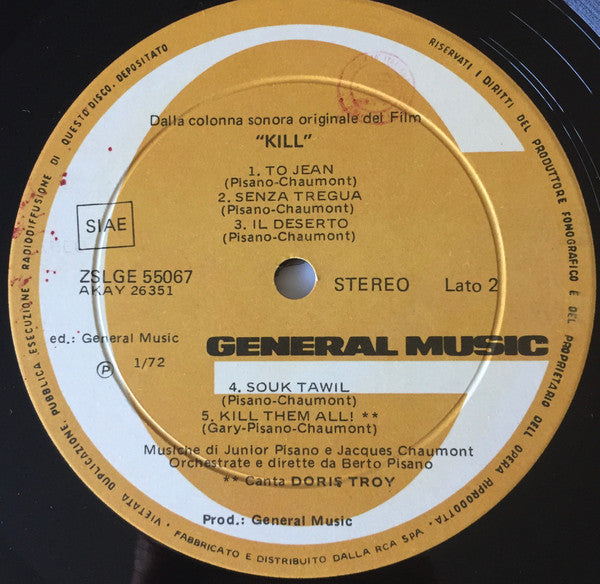 RISERVATI I DIRITTI DEL PRODUTTORE FONOGRAFICO E DEL PROPRIETARIO DELL'OPERA RIPRODOTTA · VIETATA DUPLICAZIONE, PUBBLICA ESECUZIONE RADIODIFFUSIONE DI QUESTO DISCO. DEPOSITATO
Dalla colonna sonora originale del Film
"KILL"
1. TO JEAN
(Pisano-Chaumont)
2. SENZA TREGUA
(Pisano-Chaumont)
3. IL DESERTO
(Pisano-Chaumont)
SIAE
ZSLGE 55067
AKAY 26351
STEREO
Lato 2
ed.: General Music
GENERAL MUSIC
P 1/72
4. SOUK TAWIL
(Pisano-Chaumont)
5. KILL THEM ALL! **
(Gary-Pisano-Chaumont)
Musiche di Junior Pisano e Jacques Chaumont
Orchestrate e dirette da Berto Pisano
** Canta DORIS TROY
Prod.: General Music
FABBRICATO E DISTRIBUITO DALLA RCA SPA